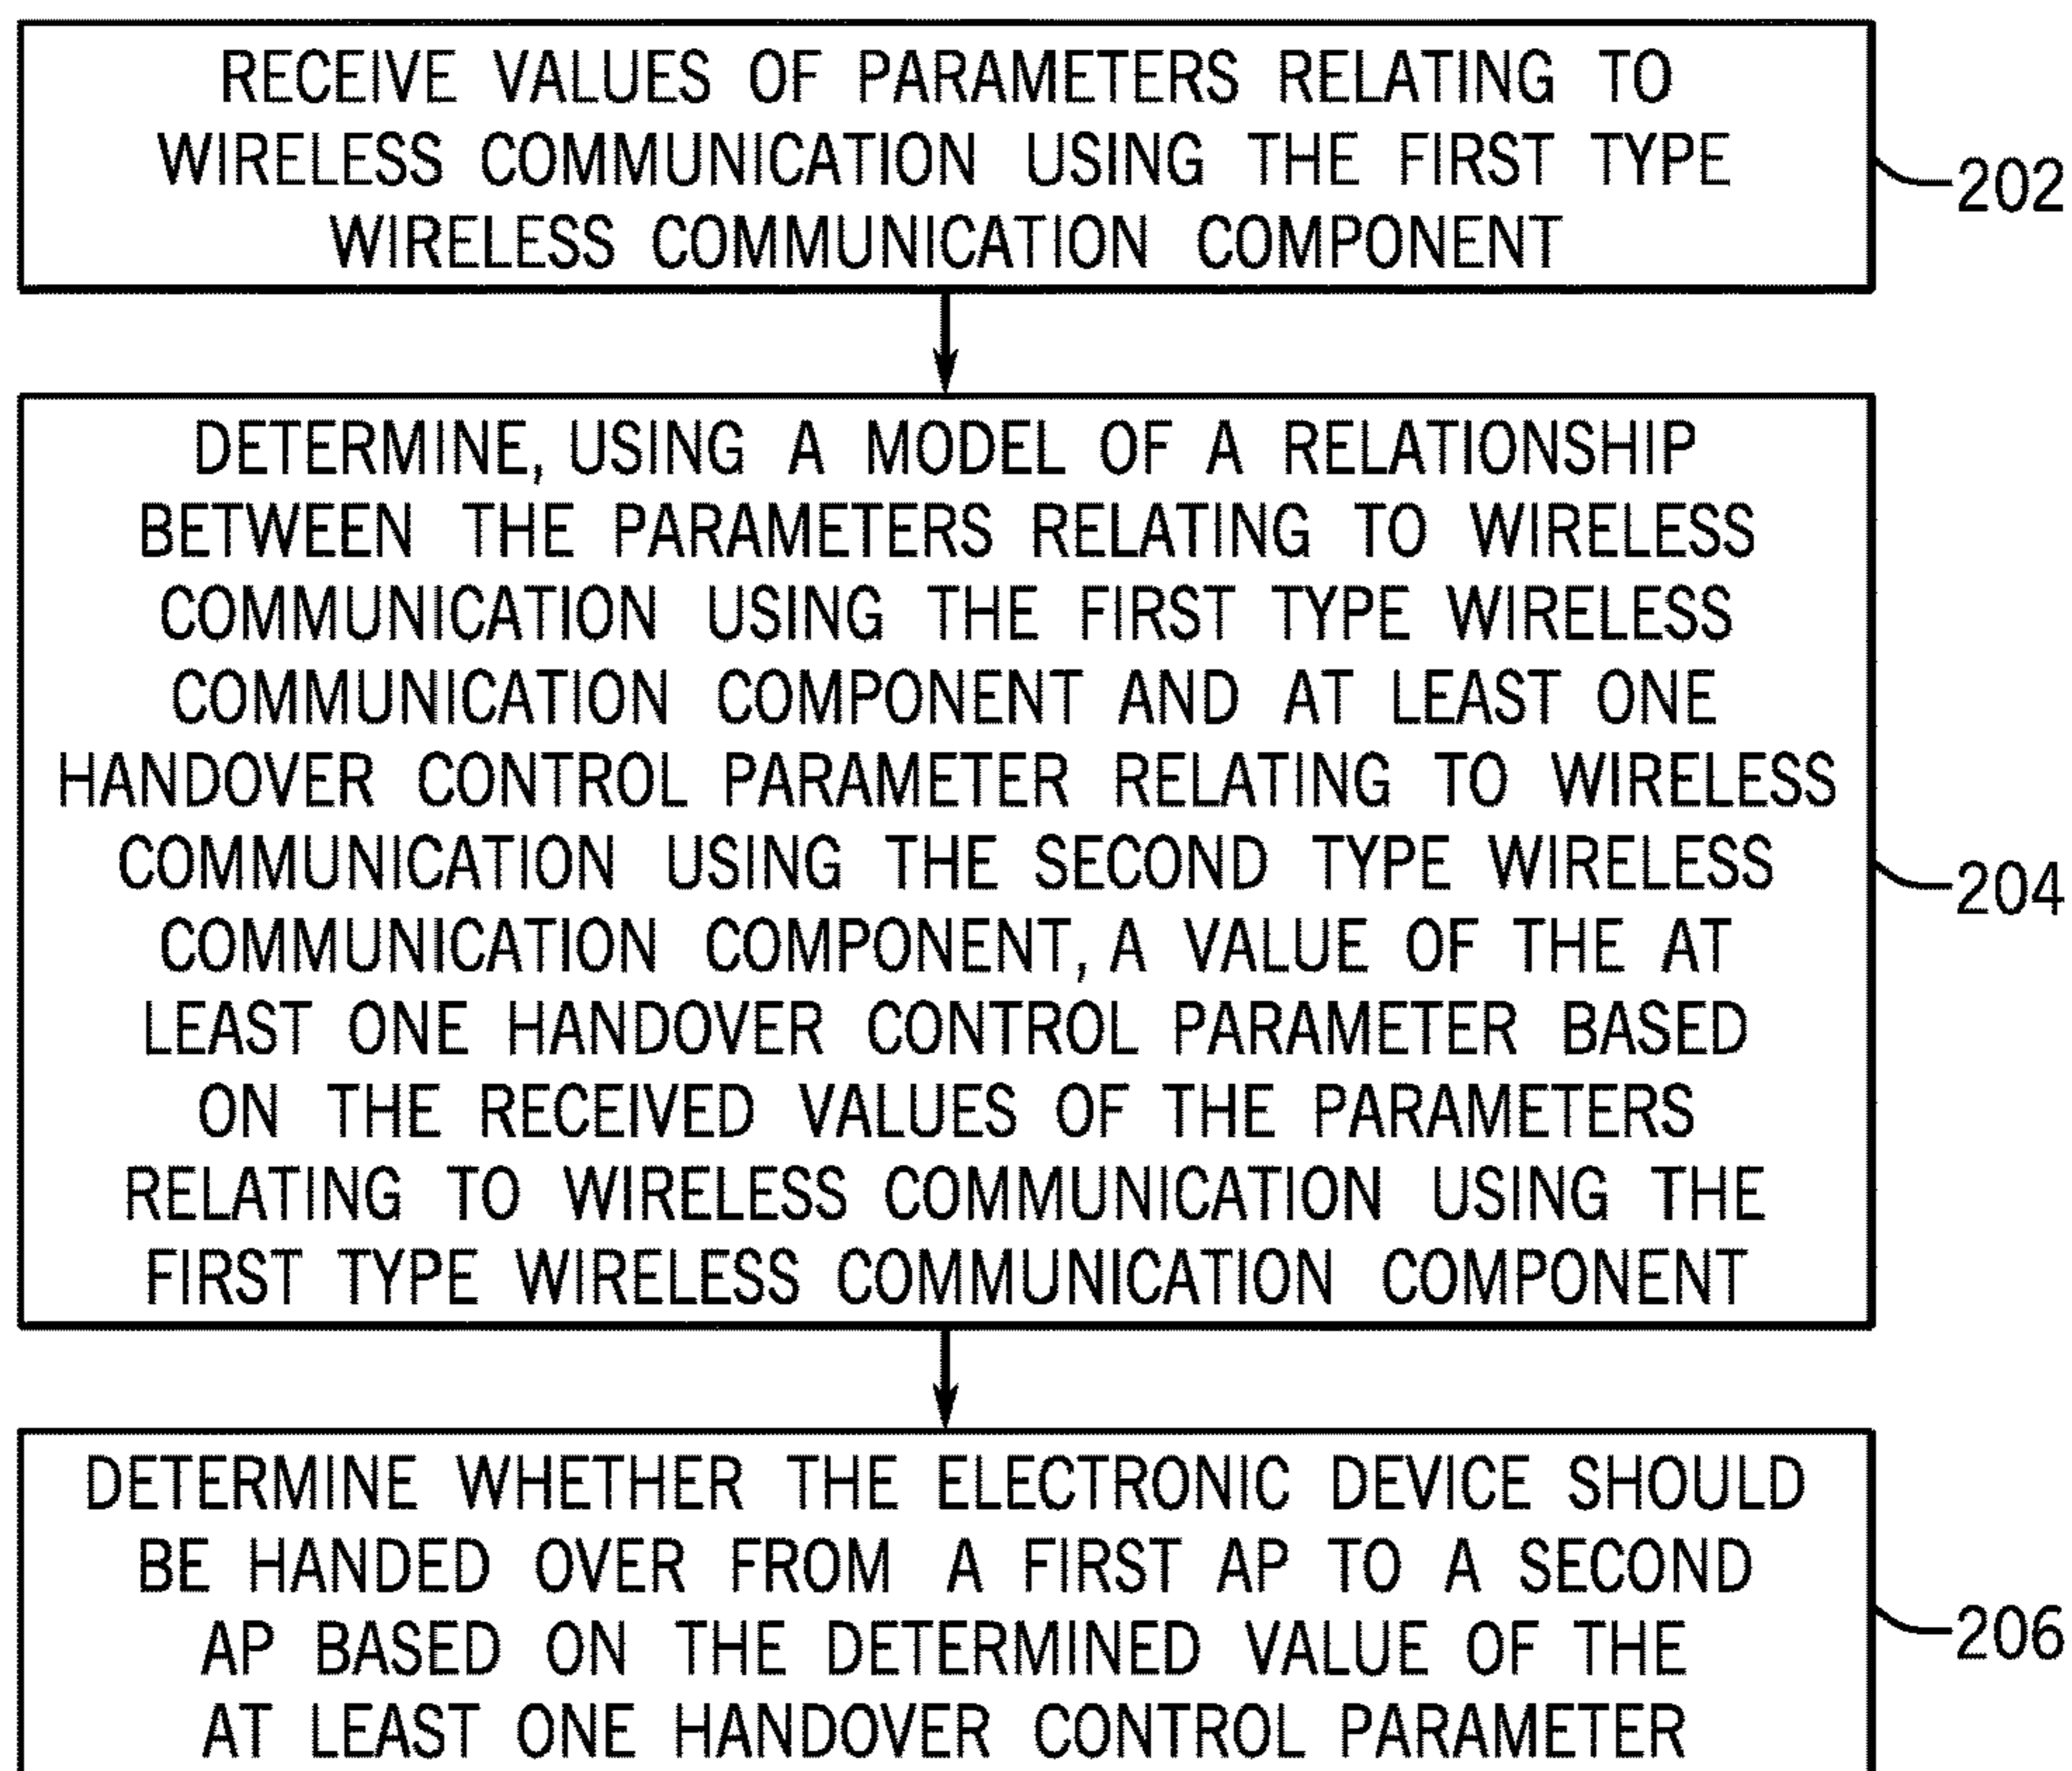 RECEIVE VALUES OF PARAMETERS RELATING TO
WIRELESS COMMUNICATION USING THE FIRST TYPE
WIRELESS COMMUNICATION COMPONENT
202
DETERMINE, USING A MODEL OF A RELATIONSHIP
BETWEEN THE PARAMETERS RELATING TO WIRELESS
COMMUNICATION USING THE FIRST TYPE WIRELESS
COMMUNICATION COMPONENT AND AT LEAST ONE
HANDOVER CONTROL PARAMETER RELATING TO WIRELESS
COMMUNICATION USING THE SECOND TYPE WIRELESS
COMMUNICATION COMPONENT, A VALUE OF THE AT
LEAST ONE HANDOVER CONTROL PARAMETER BASED
ON THE RECEIVED VALUES OF THE PARAMETERS
RELATING TO WIRELESS COMMUNICATION USING THE
FIRST TYPE WIRELESS COMMUNICATION COMPONENT
204
DETERMINE WHETHER THE ELECTRONIC DEVICE SHOULD
BE HANDED OVER FROM A FIRST AP TO A SECOND
AP BASED ON THE DETERMINED VALUE OF THE
AT LEAST ONE HANDOVER CONTROL PARAMETER
206